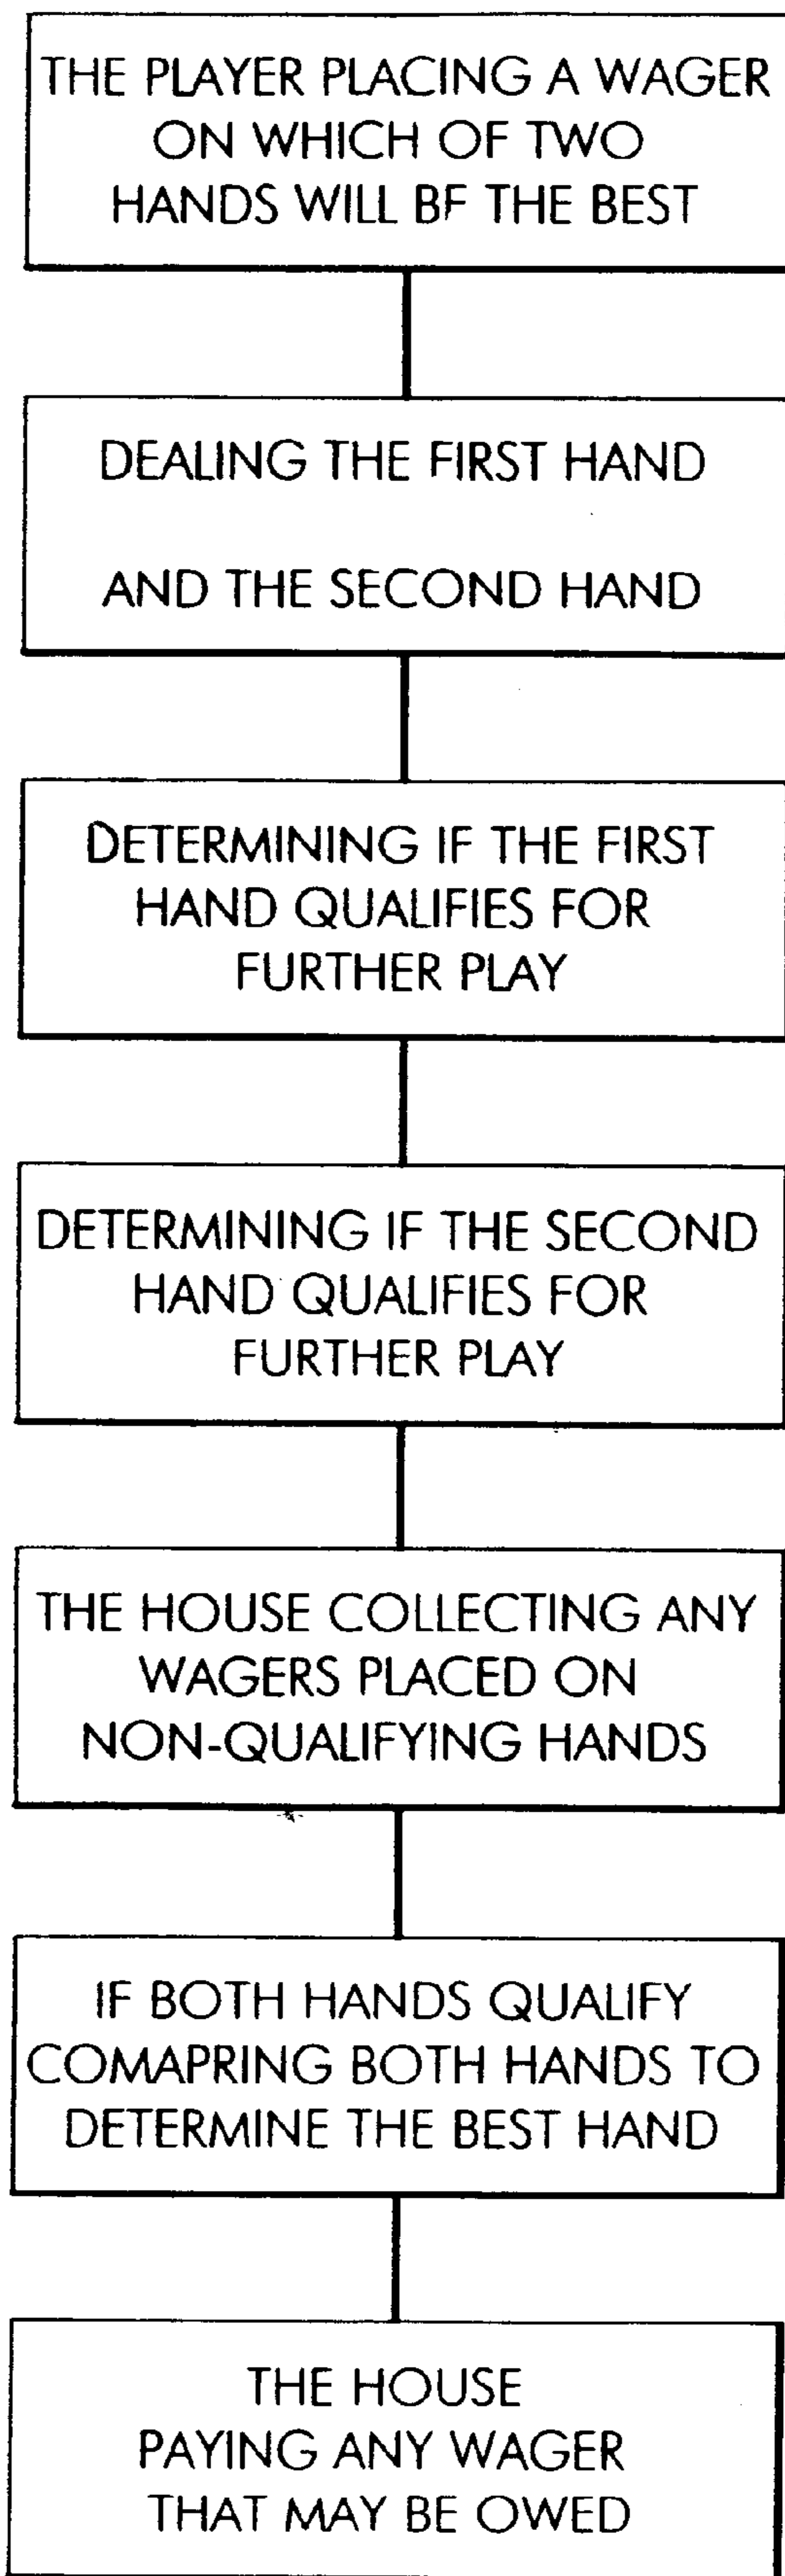 THE PLAYER PLACING A WAGER
ON WHICH OF TWO
HANDS WILL BF THE BEST
DEALING THE FIRST HAND
AND THE SECOND HAND
DETERMINING IF THE FIRST
HAND QUALIFIES FOR
FURTHER PLAY
DETERMINING IF THE SECOND
HAND QUALIFIES FOR
FURTHER PLAY
THE HOUSE COLLECTING ANY
WAGERS PLACED ON
NON-QUALIFYING HANDS
IF BOTH HANDS QUALIFY
COMAPRING BOTH HANDS TO
DETERMINE THE BEST HAND
THE HOUSE
PAYING ANY WAGER
THAT MAY BE OWED